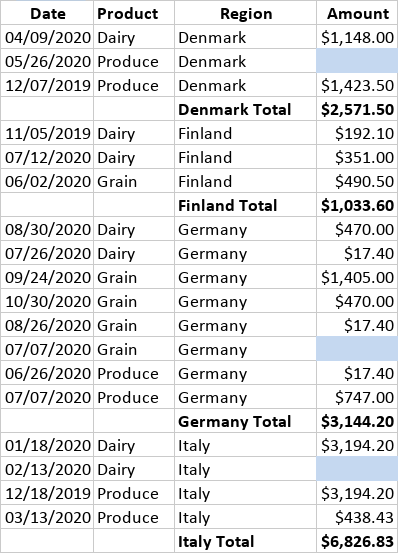 Date Product Region Amount
04/09/2020 Dairy Denmark $1,148.00
05/26/2020 Produce Denmark
12/07/2019 Produce Denmark $1,423.50
Denmark Total $2,571.50
11/05/2019 Dairy Finland $192.10
07/12/2020 Dairy Finland $351.00
06/02/2020 Grain Finland $490.50
Finland Total $1,033.60
08/30/2020 Dairy Germany $470.00
07/26/2020 Dairy Germany $17.40
09/24/2020 Grain Germany $1,405.00
10/30/2020 Grain Germany $470.00
08/26/2020 Grain Germany $17.40
07/07/2020 Grain Germany
06/26/2020 Produce Germany $17.40
07/07/2020 Produce Germany $747.00
Germany Total $3,144.20
01/18/2020 Dairy Italy $3,194.20
02/13/2020 Dairy Italy
12/18/2019 Produce Italy $3,194.20
03/13/2020 Produce Italy $438.43
Italy Total $6,826.83